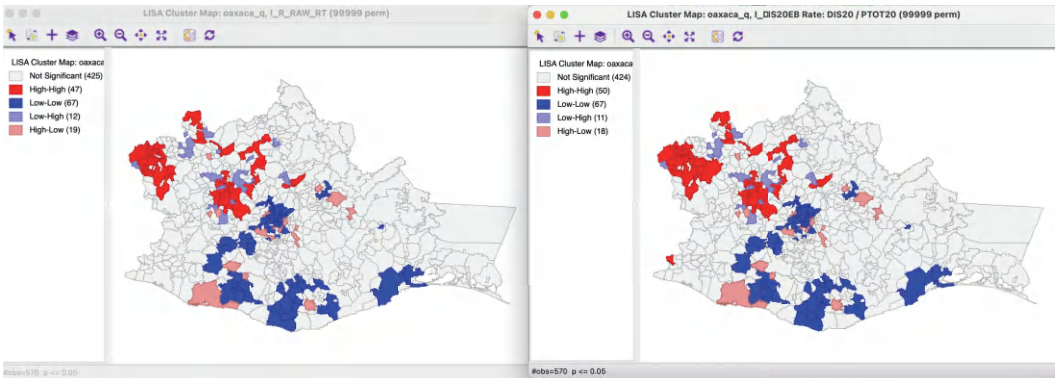 LISA Cluster Map: oaxaca_q, I_R_RAW_RT (99999 perm)
LISA Cluster Map: oaxaca
Not Significant (425)
High-High (47)
Low-Low (67)
Low-High (12)
High-Low (19)
#obs=570 p <= 0.05
LISA Cluster Map: oaxaca_q, I_DIS20EB Rate: DIS20 / PTOT20 (99999 perm)
LISA Cluster Map: oaxaca
Not Significant (424)
High-High (50)
Low-Low (67)
Low-High (11)
High-Low (18)
#obs=570 p <= 0.05